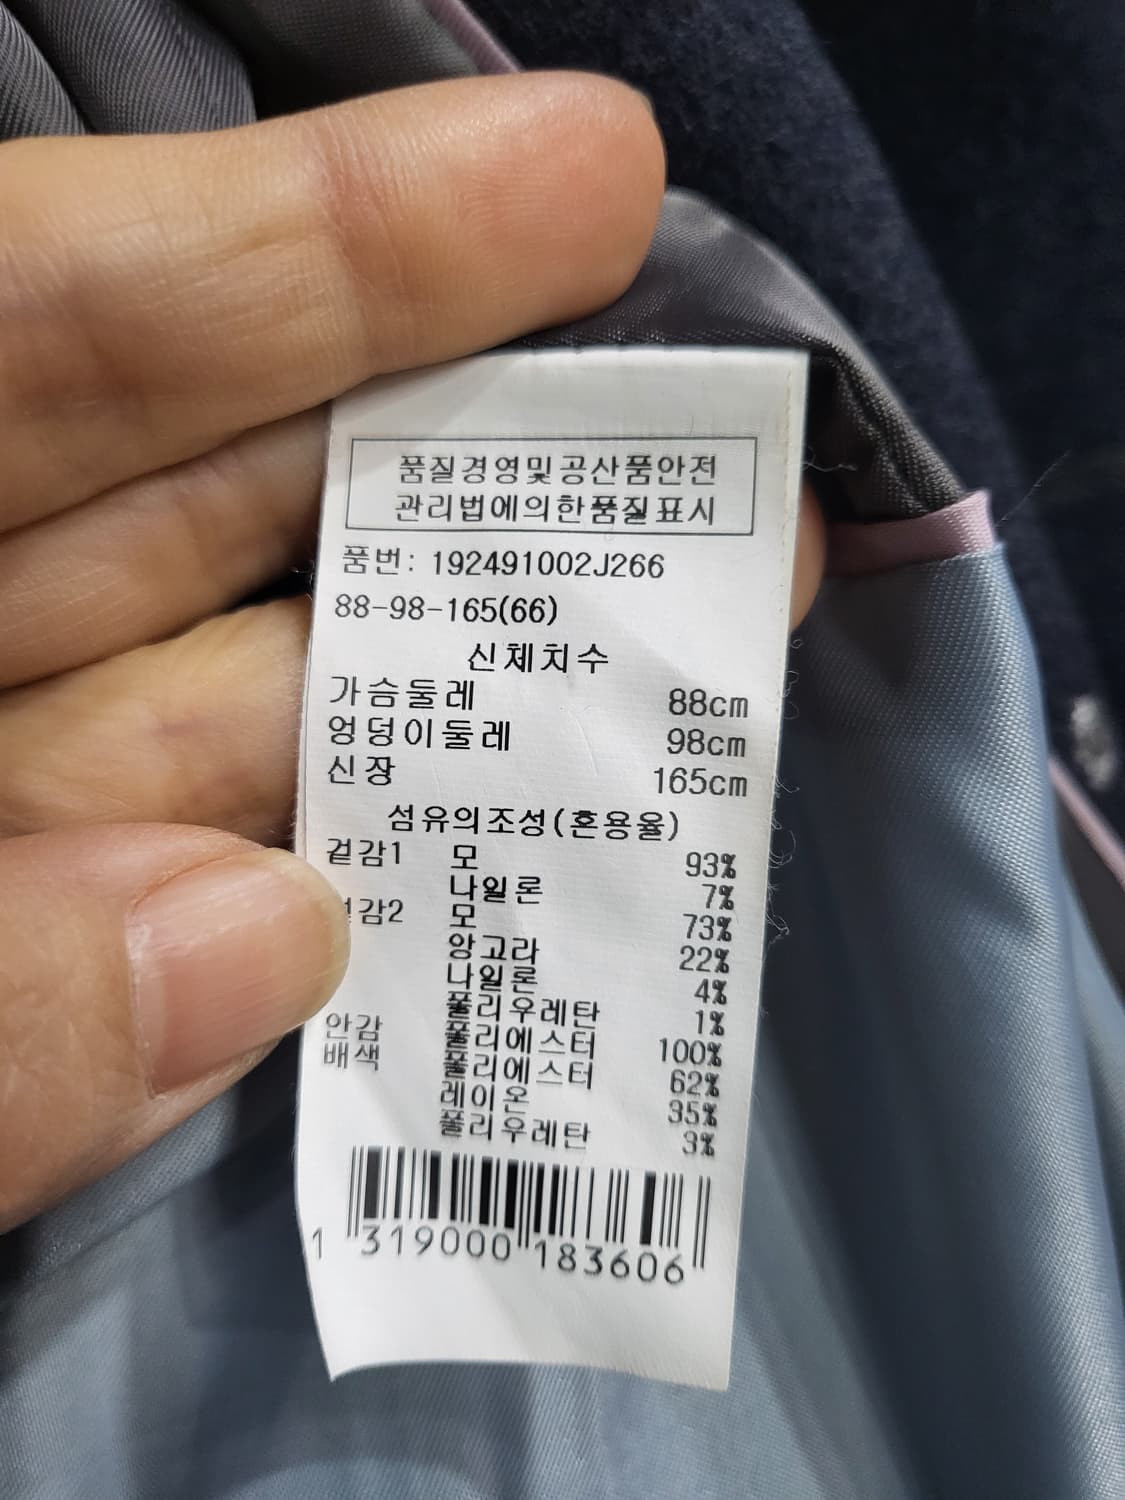 품질경영및공산품안전
관리법에의한품질표시
품번: 192491002J266
88-98-165(66)
신체치수
가슴둘레 88cm
엉덩이둘레 98cm
신장 165cm
섬유의조성(혼용율)
겉감1 모 93%
나일론 7%
겉감2 모 73%
앙고라 22%
나일론 4%
폴리우레탄 1%
안감 폴리에스터 100%
배색 폴리에스터 62%
레이온 35%
폴리우레탄 3%
1 319000 183606